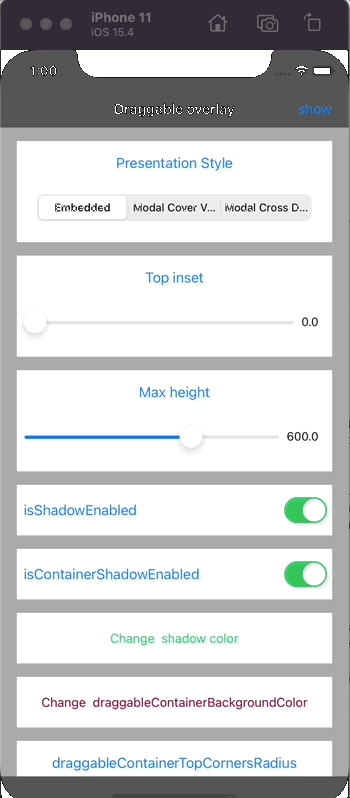 iPhone 11
iOS 15.4
1:00
Draggable overlay
show
Presentation Style
Embedded
Modal Cover V...
Modal Cross D...
Top inset
0.0
Max height
600.0
isShadowEnabled
isContainerShadowEnabled
Change  shadow color
Change  draggableContainerBackgroundColor
draggableContainerTopCornersRadius